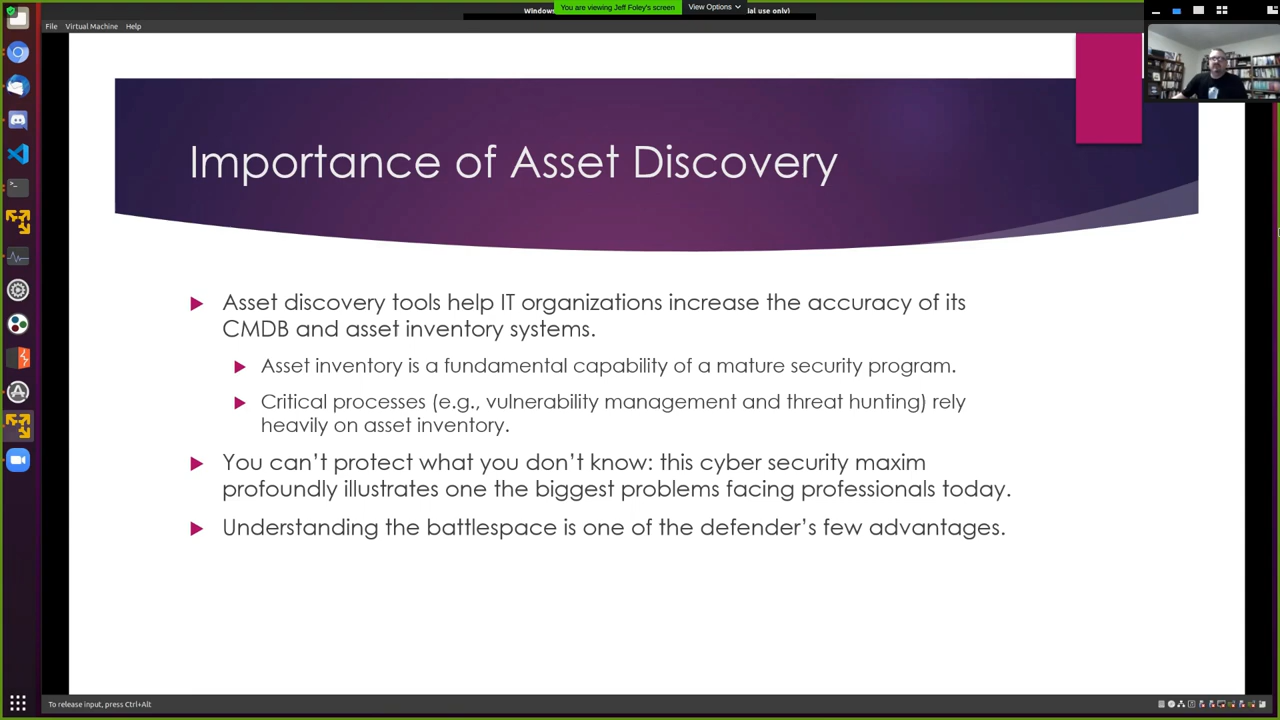 Windows
You are viewing Jeff Foley's screen
View Options
ial use only)
File Virtual Machine Help
Importance of Asset Discovery
Asset discovery tools help IT organizations increase the accuracy of its
CMDB and asset inventory systems.
Asset inventory is a fundamental capability of a mature security program.
Critical processes (e.g., vulnerability management and threat hunting) rely
heavily on asset inventory.
You can't protect what you don't know: this cyber security maxim
profoundly illustrates one the biggest problems facing professionals today.
Understanding the battlespace is one of the defender's few advantages.
To release input, press Ctrl+Alt